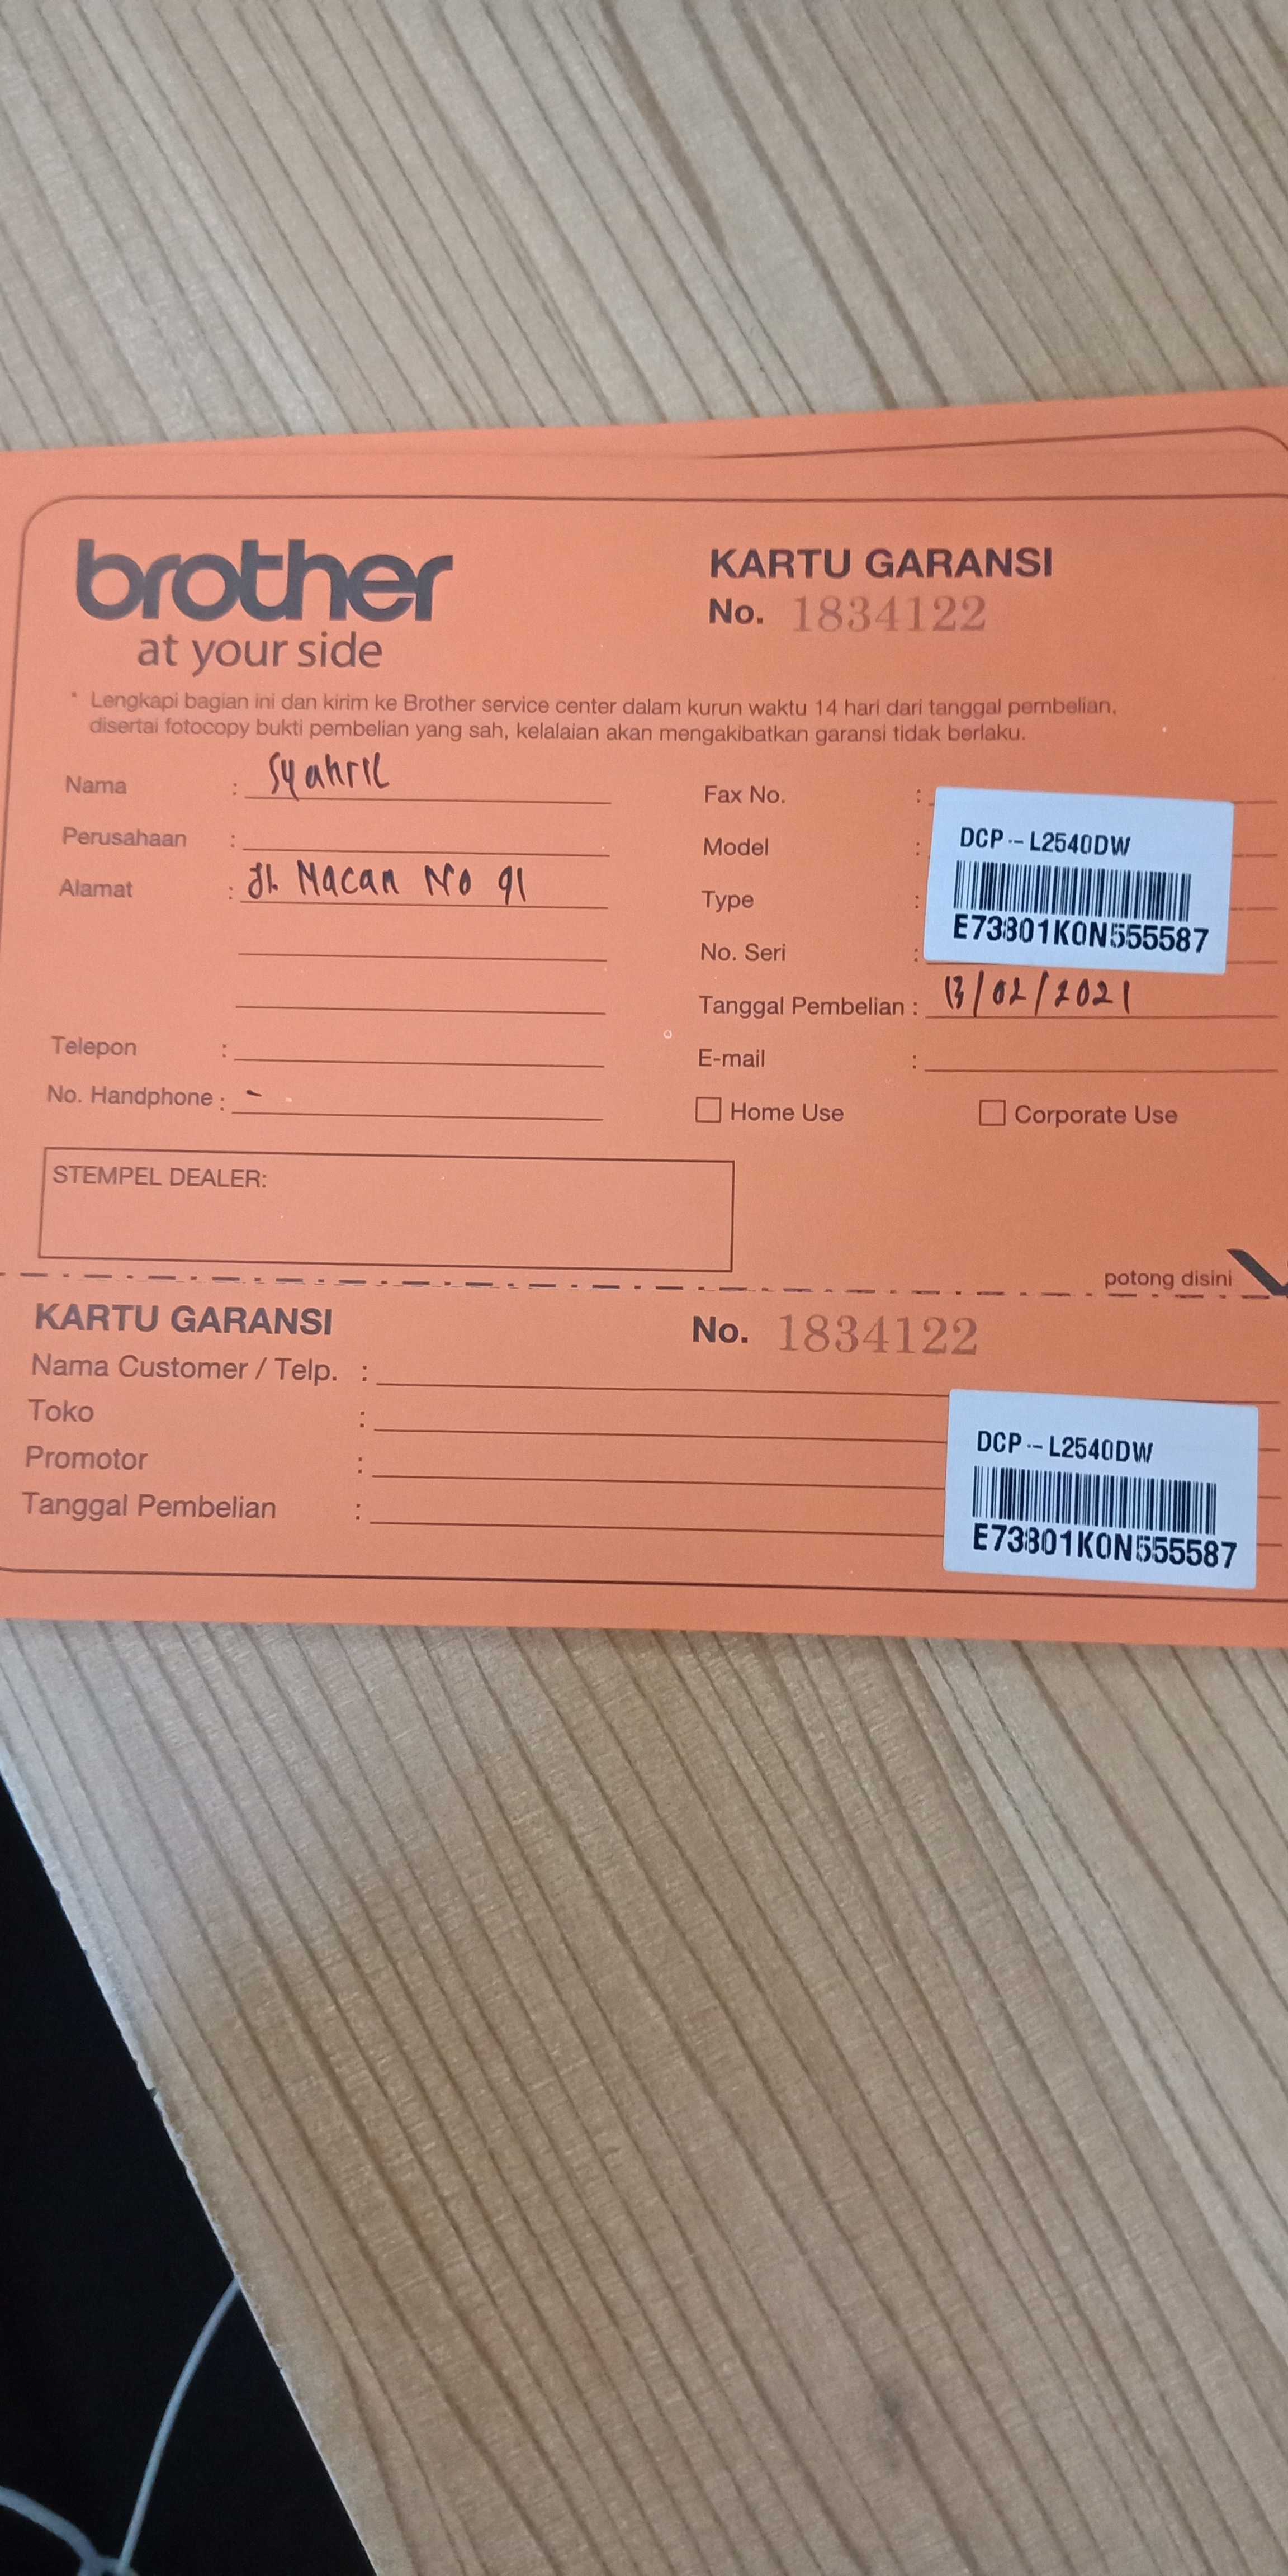 brother
at your side
KARTU GARANSI
No. 1834122
* Lengkapi bagian ini dan kirim ke Brother service center dalam kurun waktu 14 hari dari tanggal pembelian,
disertai fotocopy bukti pembelian yang sah, kelalaian akan mengakibatkan garansi tidak berlaku.
Nama : Syahril
Perusahaan :
Alamat : Jl. Macan No 91
Telepon :
No. Handphone : -
Fax No. :
Model :
Type :
No. Seri :
DCP-L2540DW
E73801K0N555587
Tanggal Pembelian : 13/02/2021
E-mail :
Home Use
Corporate Use
STEMPEL DEALER:
potong disini
KARTU GARANSI
No. 1834122
Nama Customer / Telp. :
Toko :
Promotor :
Tanggal Pembelian :
DCP-L2540DW
E73801K0N555587